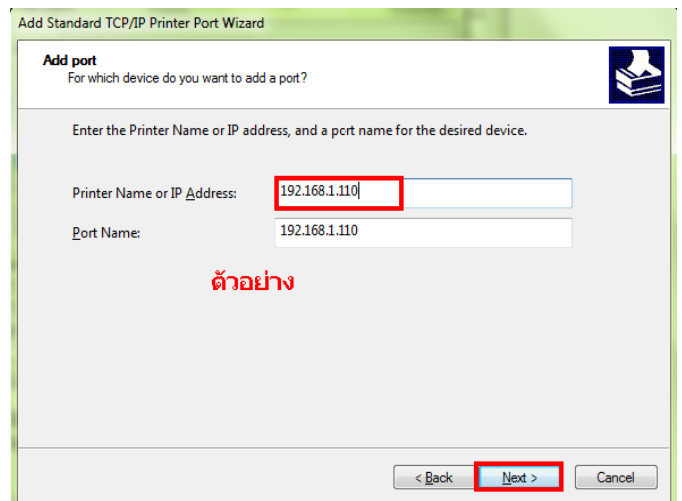 Add Standard TCP/IP Printer Port Wizard
Add port
For which device do you want to add a port?
Enter the Printer Name or IP address, and a port name for the desired device.
Printer Name or IP Address: 192.168.1.110
Port Name: 192.168.1.110
ตัวอย่าง
< Back Next > Cancel